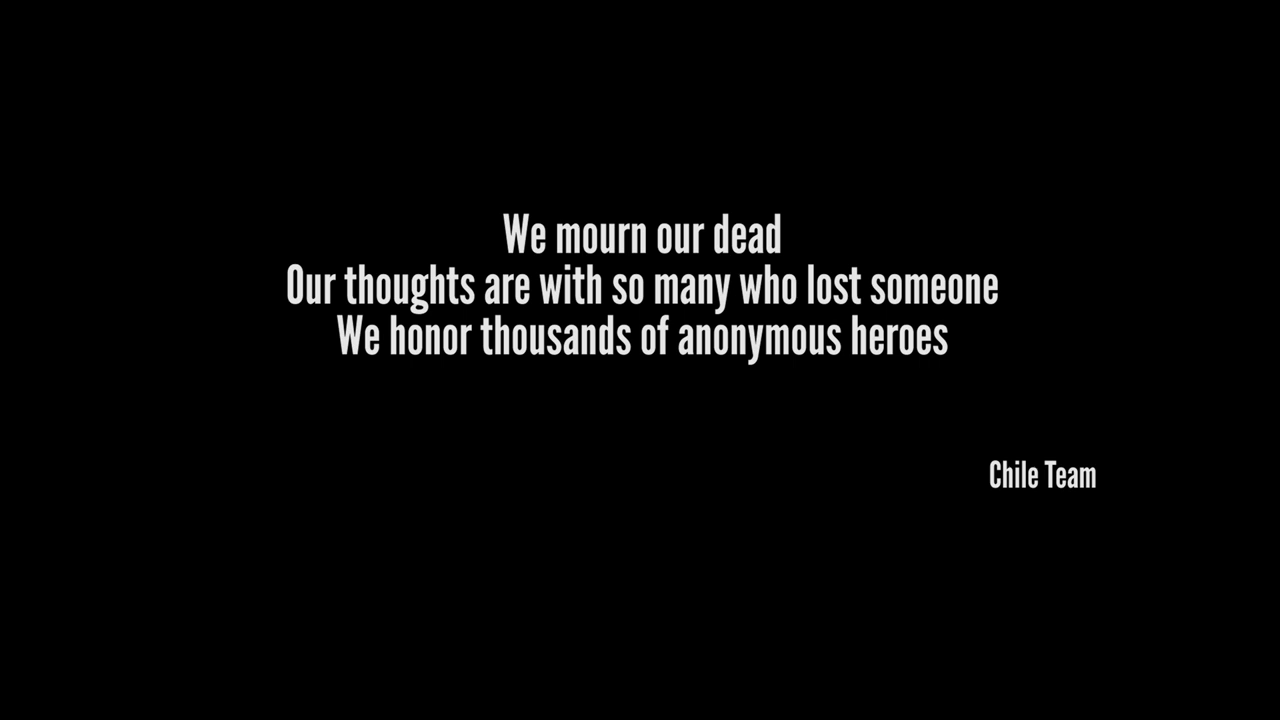 We mourn our dead
Our thoughts are with so many who lost someone
We honor thousands of anonymous heroes
Chile Team